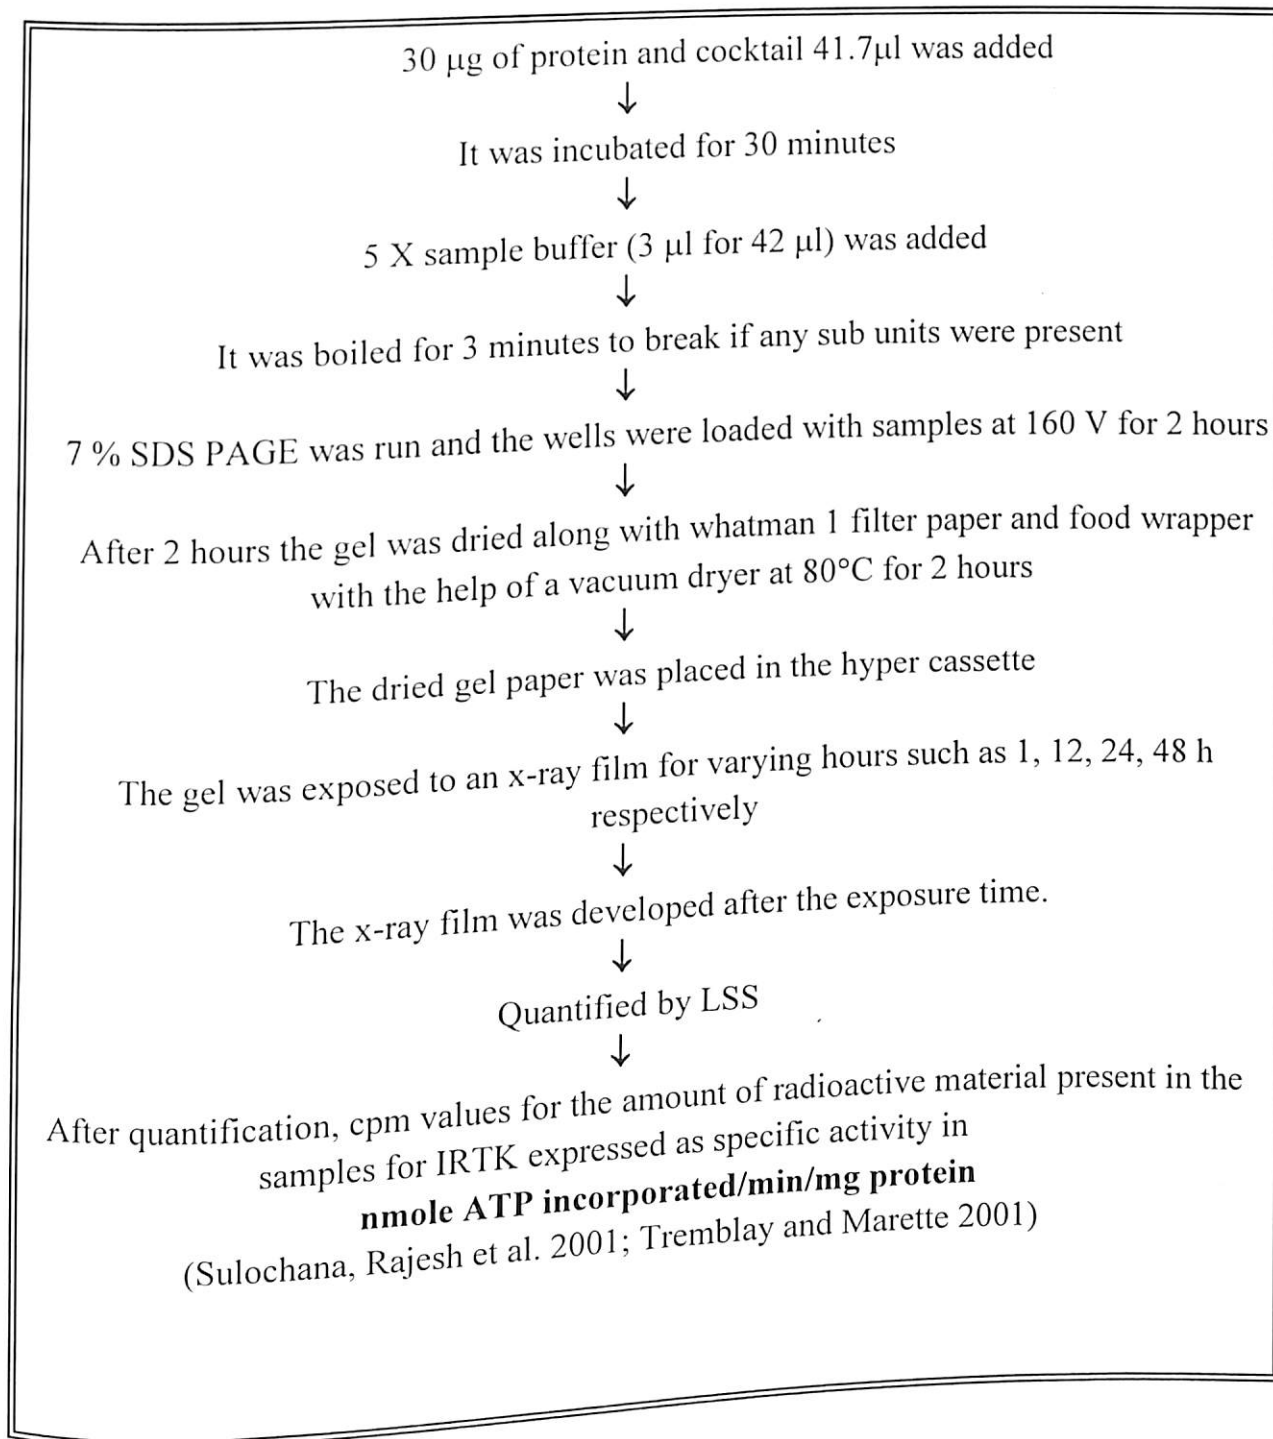 30 µg of protein and cocktail 41.7µl was added
↓
It was incubated for 30 minutes
↓
5 X sample buffer (3 µl for 42 µl) was added
↓
It was boiled for 3 minutes to break if any sub units were present
↓
7 % SDS PAGE was run and the wells were loaded with samples at 160 V for 2 hours
↓
After 2 hours the gel was dried along with whatman 1 filter paper and food wrapper
with the help of a vacuum dryer at 80°C for 2 hours
↓
The dried gel paper was placed in the hyper cassette
↓
The gel was exposed to an x-ray film for varying hours such as 1, 12, 24, 48 h
respectively
↓
The x-ray film was developed after the exposure time.
↓
Quantified by LSS
↓
After quantification, cpm values for the amount of radioactive material present in the
samples for IRTK expressed as specific activity in
nmole ATP incorporated/min/mg protein
(Sulochana, Rajesh et al. 2001; Tremblay and Marette 2001)